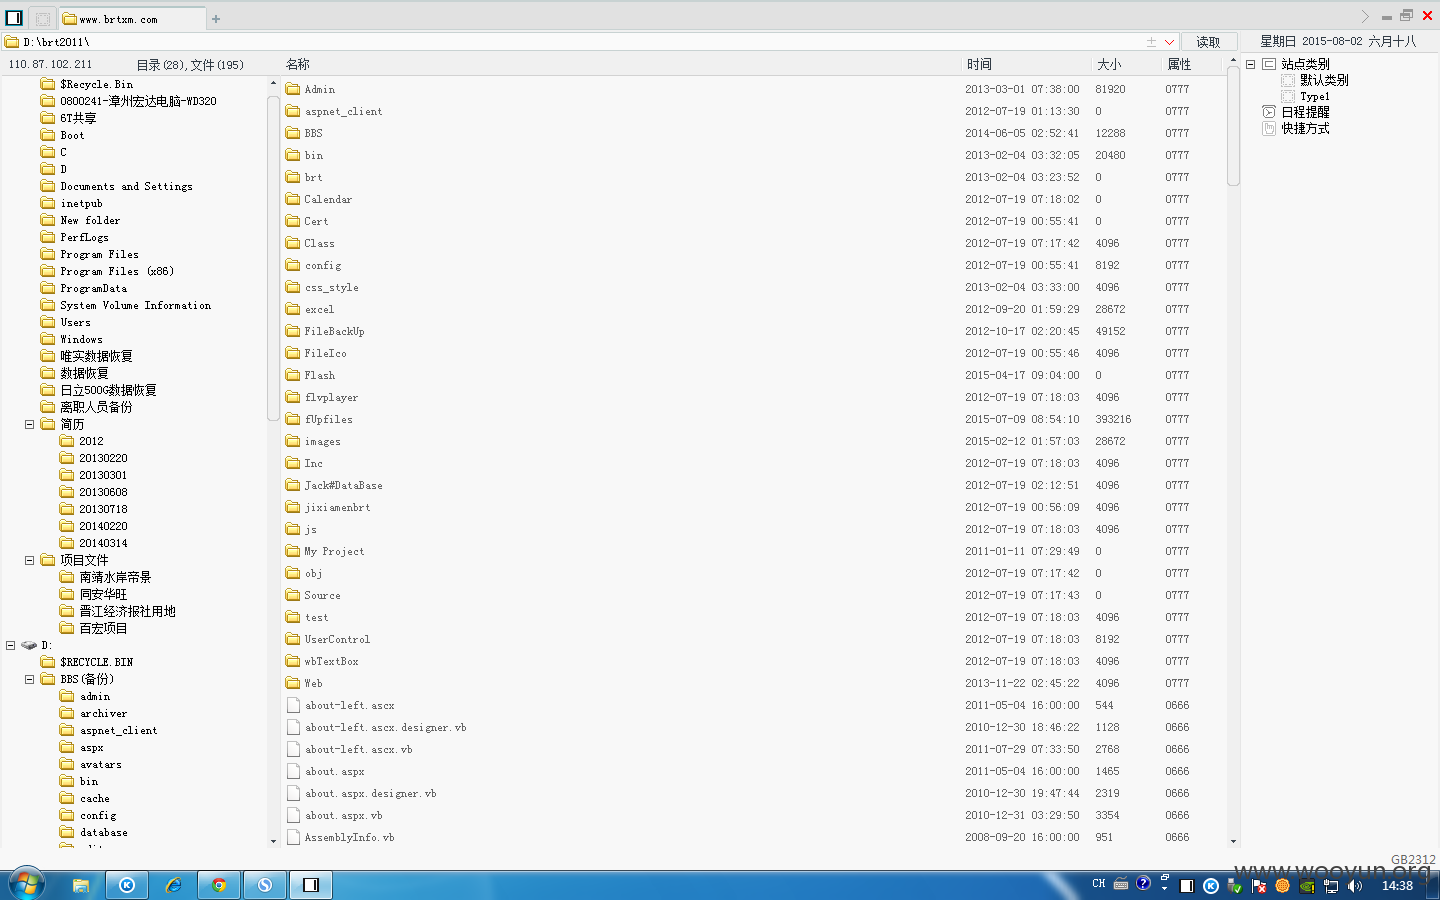 www.brtxm.com
D:\brt2011\
读取
星期日 2015-08-02 六月十八
110.87.102.211 目录(28),文件(195)
名称 时间 大小 属性
$Recycle.Bin
0800241-漳州宏达电脑-WD320
6T共享
Boot
C
D
Documents and Settings
inetpub
New folder
PerfLogs
Program Files
Program Files (x86)
ProgramData
System Volume Information
Users
Windows
唯实数据恢复
数据恢复
日立500G数据恢复
离职人员备份
简历
2012
20130220
20130301
20130608
20130718
20140220
20140314
项目文件
南靖水岸帝景
同安华旺
晋江经济报社用地
百宏项目
D:
$RECYCLE.BIN
BBS(备份)
admin
archiver
aspnet_client
aspx
avatars
bin
cache
config
database
Admin 2013-03-01 07:38:00 81920 0777
aspnet_client 2012-07-19 01:13:30 0 0777
BBS 2014-06-05 02:52:41 12288 0777
bin 2013-02-04 03:32:05 20480 0777
brt 2013-02-04 03:23:52 0 0777
Calendar 2012-07-19 07:18:02 0 0777
Cert 2012-07-19 00:55:41 0 0777
Class 2012-07-19 07:17:42 4096 0777
config 2012-07-19 00:55:41 8192 0777
css_style 2013-02-04 03:33:00 4096 0777
excel 2012-09-20 01:59:29 28672 0777
FileBackUp 2012-10-17 02:20:45 49152 0777
FileIco 2012-07-19 00:55:46 4096 0777
Flash 2015-04-17 09:04:00 0 0777
flvplayer 2012-07-19 07:18:03 4096 0777
fUpfiles 2015-07-09 08:54:10 393216 0777
images 2015-02-12 01:57:03 28672 0777
Inc 2012-07-19 07:18:03 4096 0777
Jack#DataBase 2012-07-19 02:12:51 4096 0777
jixiamenbrt 2012-07-19 00:56:09 4096 0777
js 2012-07-19 07:18:03 4096 0777
My Project 2011-01-11 07:29:49 0 0777
obj 2012-07-19 07:17:42 0 0777
Source 2012-07-19 07:17:43 0 0777
test 2012-07-19 07:18:03 4096 0777
UserControl 2012-07-19 07:18:03 8192 0777
wbTextBox 2012-07-19 07:18:03 4096 0777
Web 2013-11-22 02:45:22 4096 0777
about-left.ascx 2011-05-04 16:00:00 544 0666
about-left.ascx.designer.vb 2010-12-30 18:46:22 1128 0666
about-left.ascx.vb 2011-07-29 07:33:50 2768 0666
about.aspx 2011-05-04 16:00:00 1465 0666
about.aspx.designer.vb 2010-12-30 19:47:44 2319 0666
about.aspx.vb 2010-12-31 03:29:50 3354 0666
AssemblyInfo.vb 2008-09-20 16:00:00 951 0666
站点类别
默认类别
Type1
日程提醒
快捷方式
GB2312
www.wooyun.org
CH
14:38